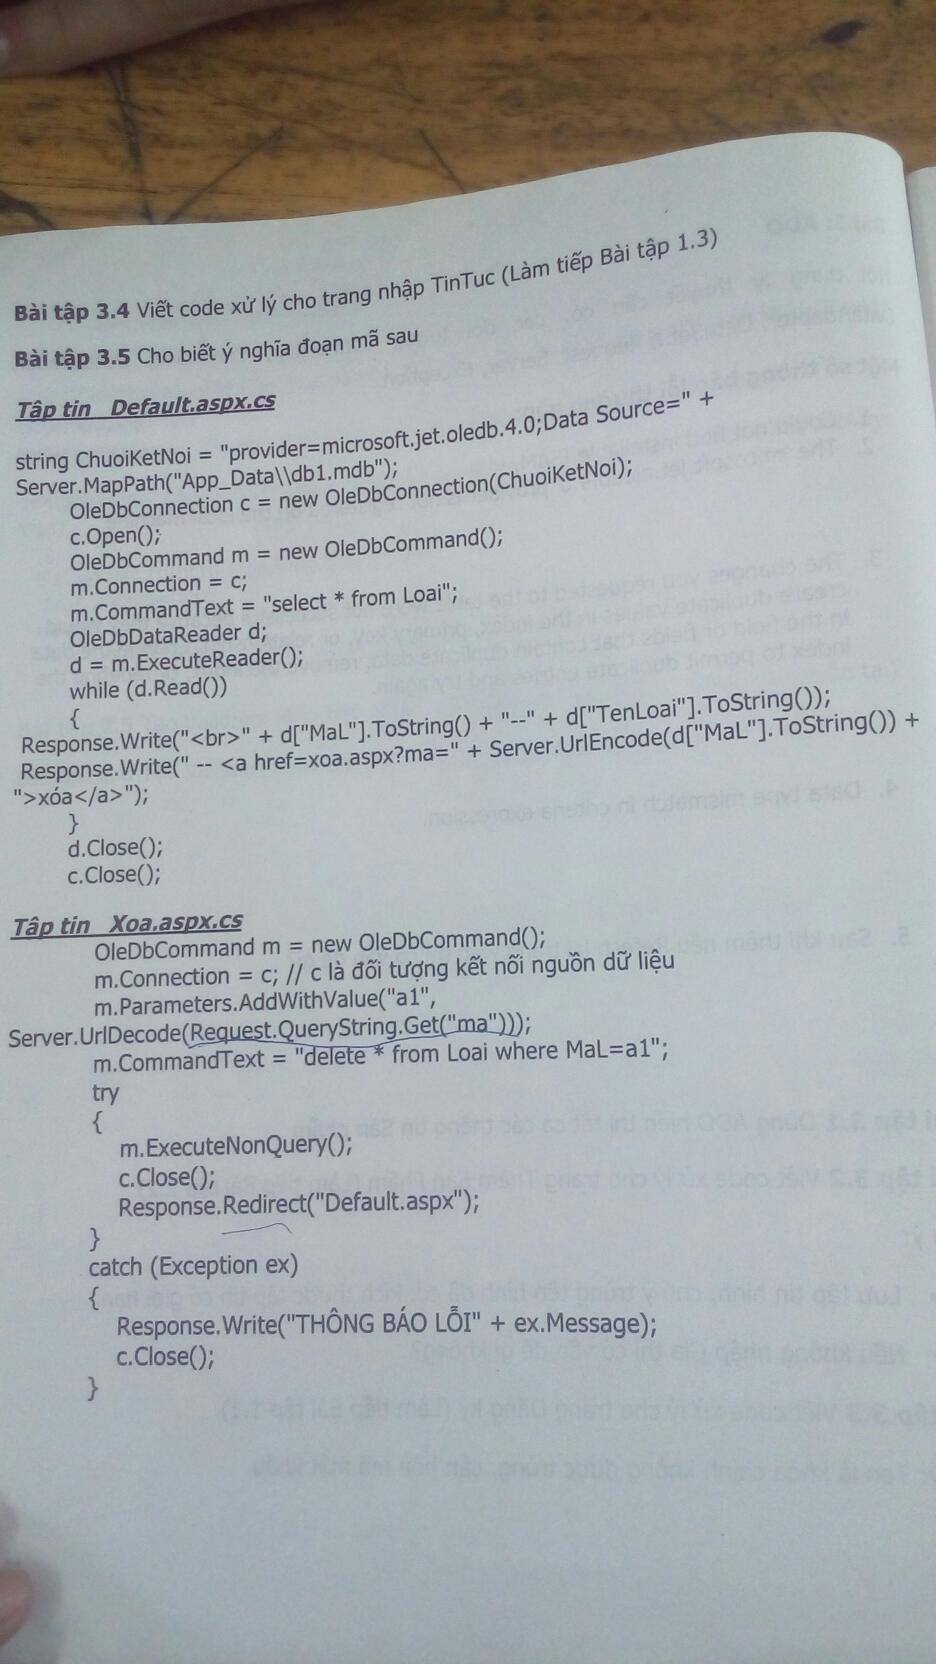 Bài tập 3.4 Viết code xử lý cho trang nhập TinTuc (Làm tiếp Bài tập 1.3)
Bài tập 3.5 Cho biết ý nghĩa đoạn mã sau
Tập tin Default.aspx.cs
string ChuoiKetNoi = "provider=microsoft.jet.oledb.4.0;Data Source=" +
Server.MapPath("App_Data\\db1.mdb");
OleDbConnection c = new OleDbConnection(ChuoiKetNoi);
c.Open();
OleDbCommand m = new OleDbCommand();
m.Connection = c;
m.CommandText = "select * from Loai";
OleDbDataReader d;
d = m.ExecuteReader();
while (d.Read())
{
Response.Write("<br>" + d["MaL"].ToString() + "--" + d["TenLoai"].ToString());
Response.Write(" -- <a href=xoa.aspx?ma=" + Server.UrlEncode(d["MaL"].ToString()) +
">xóa</a>");
}
d.Close();
c.Close();
Tập tin Xoa.aspx.cs
OleDbCommand m = new OleDbCommand();
m.Connection = c; // c là đối tượng kết nối nguồn dữ liệu
m.Parameters.AddWithValue("a1",
Server.UrlDecode(Request.QueryString.Get("ma")));
m.CommandText = "delete * from Loai where MaL=a1";
try
{
m.ExecuteNonQuery();
c.Close();
Response.Redirect("Default.aspx");
}
catch (Exception ex)
{
Response.Write("THÔNG BÁO LỖI" + ex.Message);
c.Close();
}